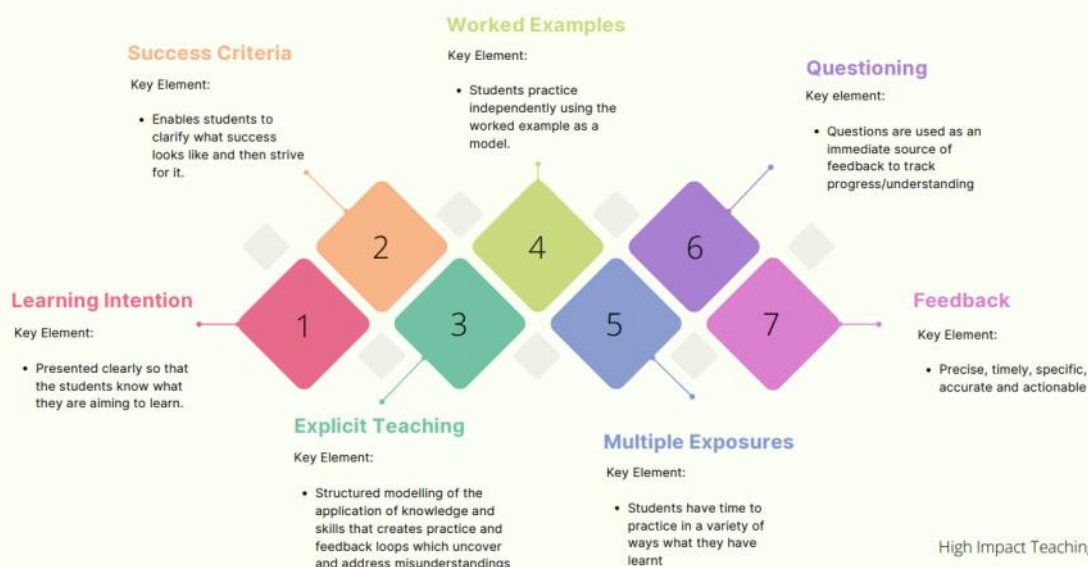 Worked Examples
Key Element:
• Students practice
independently using the
worked example as a
model.
Success Criteria
Key Element:
• Enables students to
clarify what success
looks like and then strive
for it.
Questioning
Key element:
• Questions are used as an
immediate source of
feedback to track
progress/understanding
2
4
6
Learning Intention
Key Element:
• Presented clearly so that
the students know what
they are aiming to learn.
1
3
5
7
Feedback
Key Element:
• Precise, timely, specific,
accurate and actionable
Explicit Teaching
Key Element:
• Structured modelling of the
application of knowledge and
skills that creates practice and
feedback loops which uncover
and address misunderstandings
Multiple Exposures
Key Element:
• Students have time to
practice in a variety of
ways what they have
learnt
High Impact Teaching